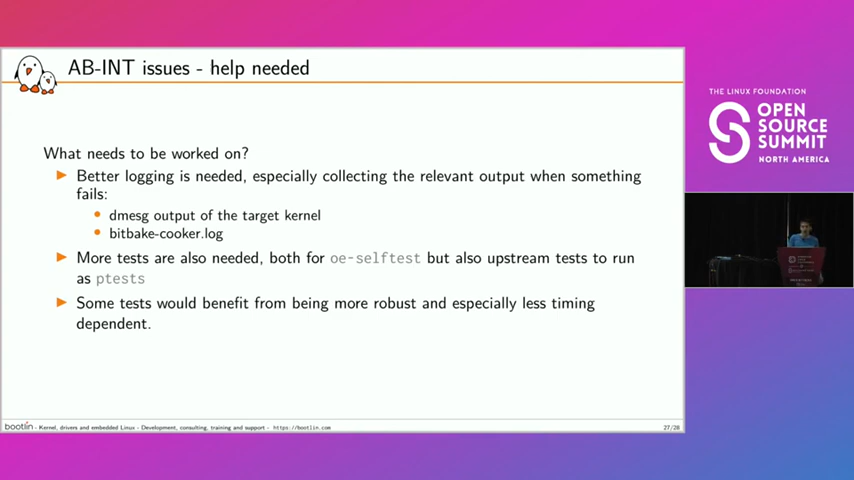 AB-INT issues - help needed
What needs to be worked on?
Better logging is needed, especially collecting the relevant output when something
fails:
dmesg output of the target kernel
bitbake-cooker.log
More tests are also needed, both for oe-selftest but also upstream tests to run
as ptests
Some tests would benefit from being more robust and especially less timing
dependent.
bootlin - Kernel, drivers and embedded Linux - Development, consulting, training and support - https://bootlin.com
27/28
THE LINUX FOUNDATION
OPEN
SOURCE
SUMMIT
NORTH AMERICA